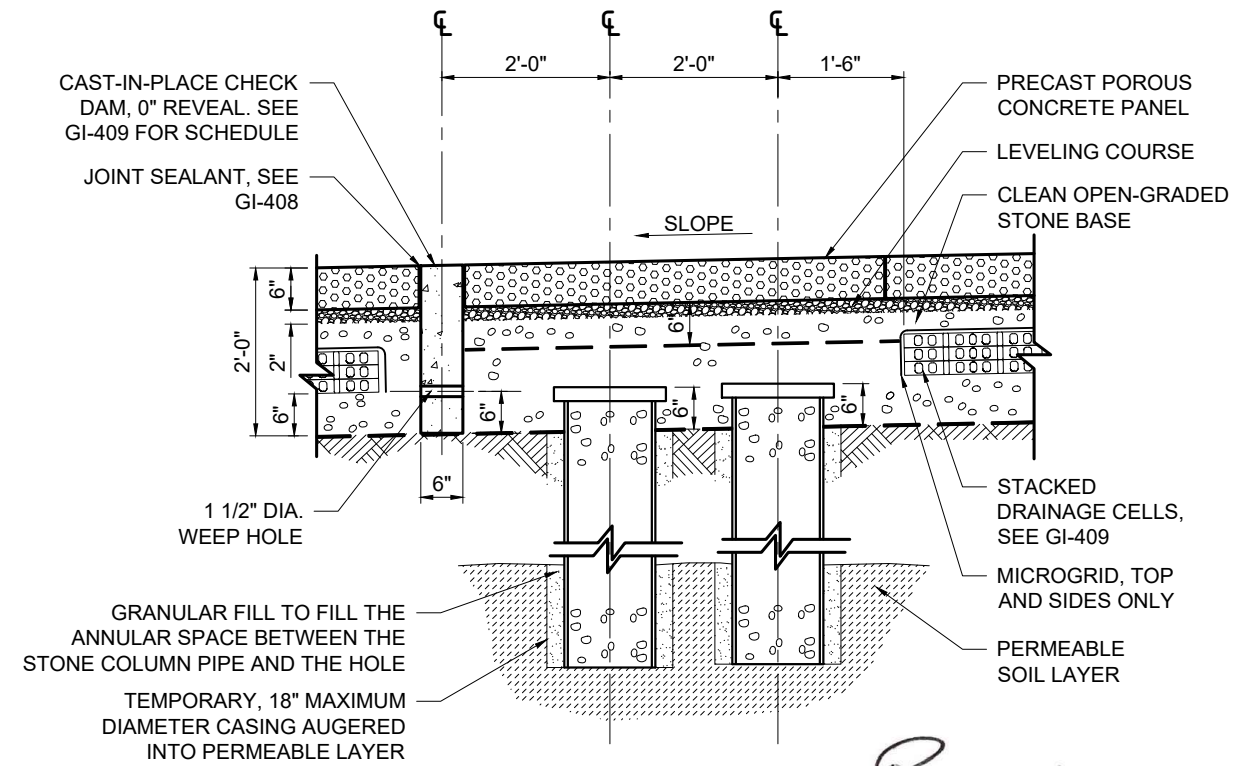 ℄ ℄ ℄
2'-0" 2'-0" 1'-6"
CAST-IN-PLACE CHECK
DAM, 0" REVEAL. SEE
GI-409 FOR SCHEDULE
JOINT SEALANT, SEE
GI-408
PRECAST POROUS
CONCRETE PANEL
LEVELING COURSE
CLEAN OPEN-GRADED
STONE BASE
SLOPE
2'-0"
6"
2"
6"
6"
6"
6"
6"
6"
1 1/2" DIA.
WEEP HOLE
STACKED
DRAINAGE CELLS,
SEE GI-409
MICROGRID, TOP
AND SIDES ONLY
PERMEABLE
SOIL LAYER
GRANULAR FILL TO FILL THE
ANNULAR SPACE BETWEEN THE
STONE COLUMN PIPE AND THE HOLE
TEMPORARY, 18" MAXIMUM
DIAMETER CASING AUGERED
INTO PERMEABLE LAYER